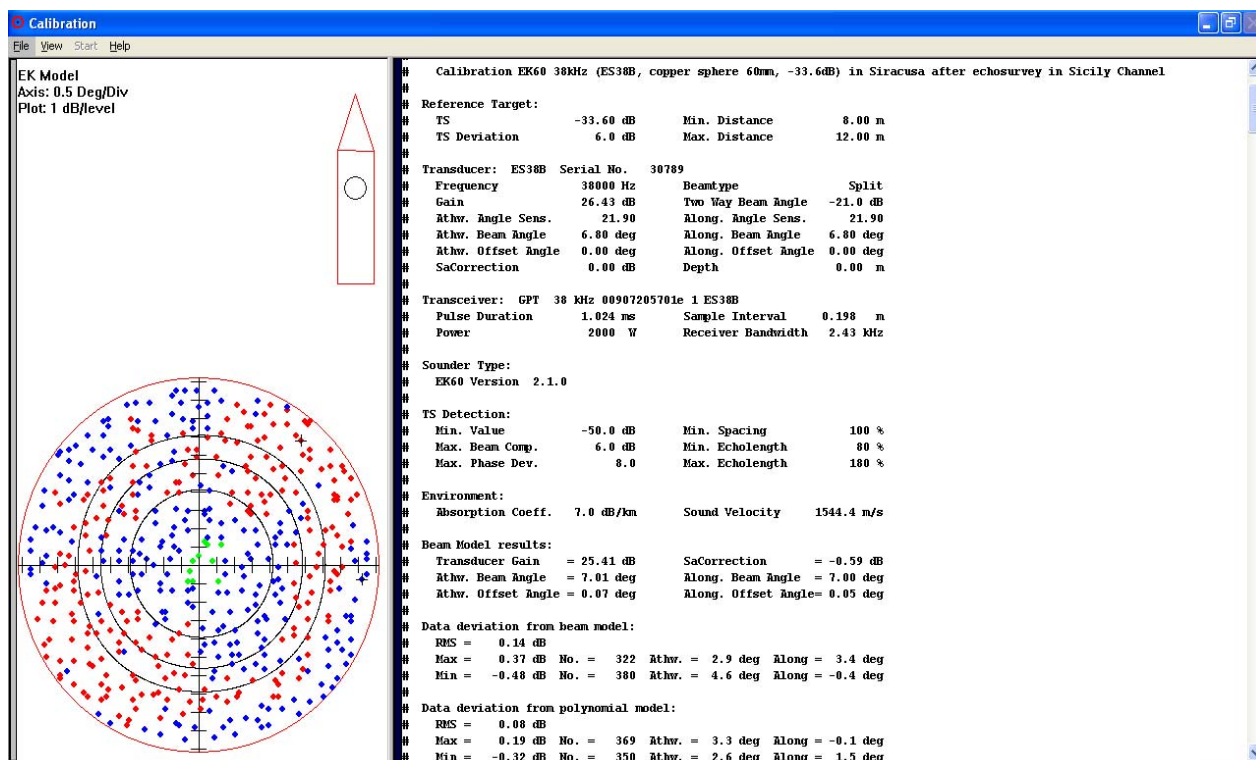 Calibration
File View Start Help
EK Model
Axis: 0.5 Deg/Div
Plot: 1 dB/level
# Calibration EK60 38kHz (ES38B, copper sphere 60mm, -33.6dB) in Siracusa after echosurvey in Sicily Channel
#
# Reference Target:
# TS -33.60 dB Min. Distance 8.00 m
# TS Deviation 6.0 dB Max. Distance 12.00 m
#
# Transducer: ES38B Serial No. 30789
# Frequency 38000 Hz Beamtype Split
# Gain 26.43 dB Two Way Beam Angle -21.0 dB
# Athw. Angle Sens. 21.90 Along. Angle Sens. 21.90
# Athw. Beam Angle 6.80 deg Along. Beam Angle 6.80 deg
# Athw. Offset Angle 0.00 deg Along. Offset Angle 0.00 deg
# SaCorrection 0.00 dB Depth 0.00 m
#
# Transceiver: GPT 38 kHz 00907205701e 1 ES38B
# Pulse Duration 1.024 ms Sample Interval 0.198 m
# Power 2000 W Receiver Bandwidth 2.43 kHz
#
# Sounder Type:
# EK60 Version 2.1.0
#
# TS Detection:
# Min. Value -50.0 dB Min. Spacing 100 %
# Max. Beam Comp. 6.0 dB Min. Echolength 80 %
# Max. Phase Dev. 8.0 Max. Echolength 180 %
#
# Environment:
# Absorption Coeff. 7.0 dB/km Sound Velocity 1544.4 m/s
#
# Beam Model results:
# Transducer Gain = 25.41 dB SaCorrection = -0.59 dB
# Athw. Beam Angle = 7.01 deg Along. Beam Angle = 7.00 deg
# Athw. Offset Angle = 0.07 deg Along. Offset Angle= 0.05 deg
#
# Data deviation from beam model:
# RMS = 0.14 dB
# Max = 0.37 dB No. = 322 Athw. = 2.9 deg Along = 3.4 deg
# Min = -0.48 dB No. = 380 Athw. = 4.6 deg Along = -0.4 deg
#
# Data deviation from polynomial model:
# RMS = 0.08 dB
# Max = 0.19 dB No. = 369 Athw. = 3.3 deg Along = -0.1 deg
# Min = -0.32 dB No. = 350 Athw. = 2.6 deg Along = 1.5 deg